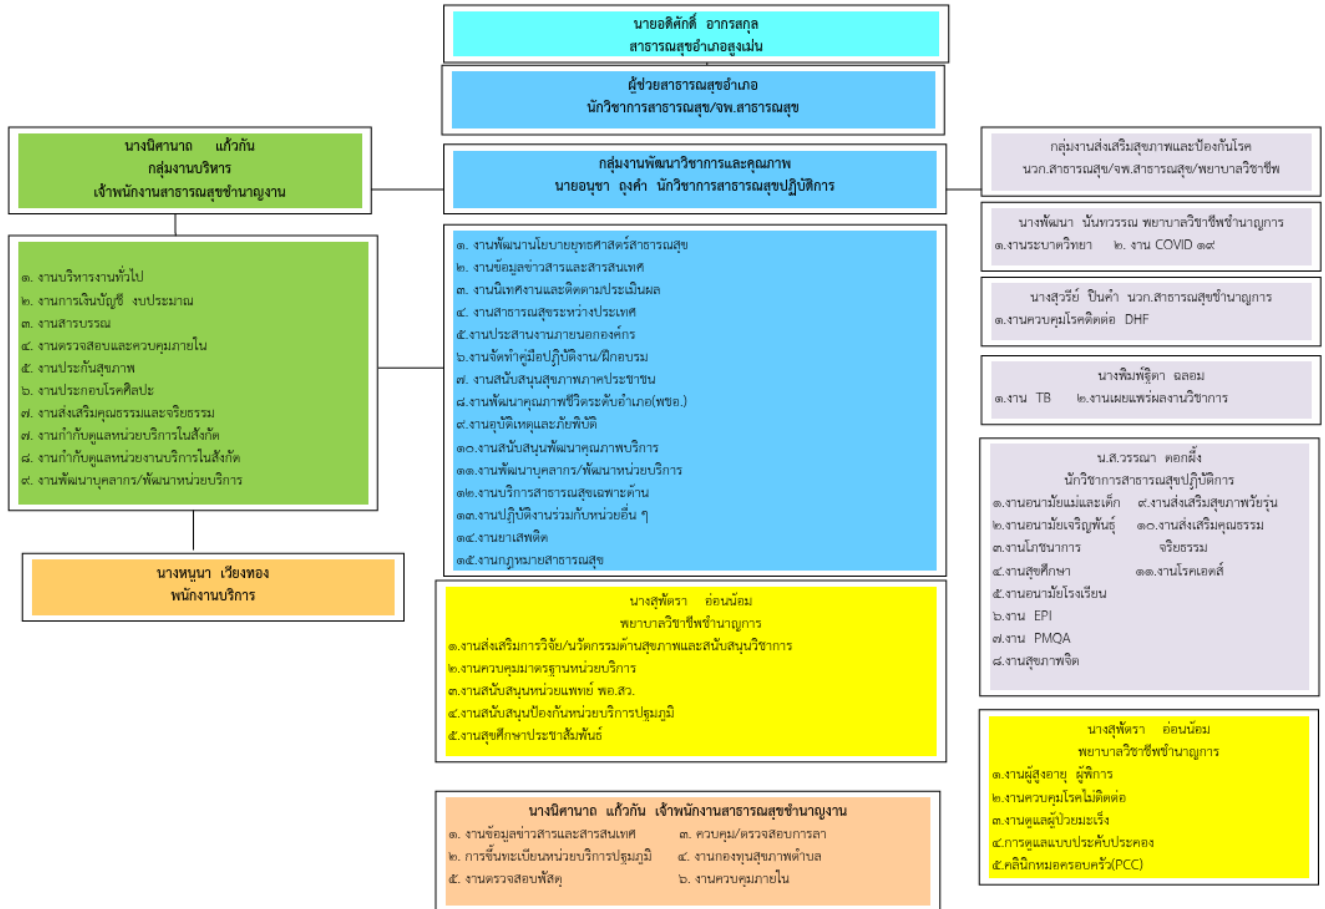 นายอดิศักดิ์ อากรสกุล
สาธารณสุขอำเภอสูงเม่น
ผู้ช่วยสาธารณสุขอำเภอ
นักวิชาการสาธารณสุข/จพ.สาธารณสุข
นางนิศานาถ แก้วกัน
กลุ่มงานบริหาร
เจ้าพนักงานสาธารณสุขชำนาญงาน
กลุ่มงานพัฒนาวิชาการและคุณภาพ
นายอนุชา ถุงคำ นักวิชาการสาธารณสุขปฏิบัติการ
กลุ่มงานส่งเสริมสุขภาพและป้องกันโรค
นวก.สาธารณสุข/จพ.สาธารณสุข/พยาบาลวิชาชีพ
๑. งานบริหารงานทั่วไป
๒. งานการเงินบัญชี งบประมาณ
๓. งานสารบรรณ
๔. งานตรวจสอบและควบคุมภายใน
๕. งานประกันสุขภาพ
๖. งานประกอบโรคศิลปะ
๗. งานส่งเสริมคุณธรรมและจริยธรรม
๗. งานกำกับดูแลหน่วยบริการในสังกัด
๘. งานกำกับดูแลหน่วยงานบริการในสังกัด
๙. งานพัฒนาบุคลากร/พัฒนาหน่วยบริการ
นางหนูนา เวียงทอง
พนักงานบริการ
๑. งานพัฒนานโยบายยุทธศาสตร์สาธารณสุข
๒. งานข้อมูลข่าวสารและสารสนเทศ
๓. งานนิเทศงานและติดตามประเมินผล
๔. งานสาธารณสุขระหว่างประเทศ
๕.งานประสานงานภายนอกองค์กร
๖.งานจัดทำคู่มือปฏิบัติงาน/ฝึกอบรม
๗. งานสนับสนุนสุขภาพภาคประชาชน
๘.งานพัฒนาคุณภาพชีวิตระดับอำเภอ(พชอ.)
๙.งานอุบัติเหตุและภัยพิบัติ
๑๐.งานสนับสนุนพัฒนาคุณภาพบริการ
๑๑.งานพัฒนาบุคลากร/พัฒนาหน่วยบริการ
๑๒.งานบริการสาธารณสุขเฉพาะด้าน
๑๓.งานปฏิบัติงานร่วมกับหน่วยอื่น ๆ
๑๔.งานยาเสพติด
๑๕.งานกฎหมายสาธารณสุข
นางสุพัตรา อ่อนน้อม
พยาบาลวิชาชีพชำนาญการ
๑.งานส่งเสริมการวิจัย/นวัตกรรมด้านสุขภาพและสนับสนุนวิชาการ
๒.งานควบคุมมาตรฐานหน่วยบริการ
๓.งานสนับสนุนหน่วยแพทย์ พอ.สว.
๔.งานสนับสนุนป้องกันหน่วยบริการปฐมภูมิ
๕.งานสุขศึกษาประชาสัมพันธ์
นางนิศานาถ แก้วกัน เจ้าพนักงานสาธารณสุขชำนาญงาน
๑. งานข้อมูลข่าวสารและสารสนเทศ ๓. ควบคุม/ตรวจสอบการลา
๒. การขึ้นทะเบียนหน่วยบริการปฐมภูมิ ๔. งานกองทุนสุขภาพตำบล
๕. งานตรวจสอบพัสดุ ๖. งานควบคุมภายใน
นางพัฒนา นันทวรรณ พยาบาลวิชาชีพชำนาญการ
๑.งานระบาดวิทยา ๒. งาน COVID ๑๙
นางสุวรีย์ ปินคำ นวก.สาธารณสุขชำนาญการ
๑.งานควบคุมโรคติดต่อ DHF
นางพิมพ์ฐิตา ฉลอม
๑.งาน TB ๒.งานเผยแพร่ผลงานวิชาการ
น.ส.วรรณา ดอกผึ้ง
นักวิชาการสาธารณสุขปฏิบัติการ
๑.งานอนามัยแม่และเด็ก ๙.งานส่งเสริมสุขภาพวัยรุ่น
๒.งานอนามัยเจริญพันธุ์ ๑๐.งานส่งเสริมคุณธรรม
๓.งานโภชนาการ จริยธรรม
๔.งานสุขศึกษา ๑๑.งานโรคเอดส์
๕.งานอนามัยโรงเรียน
๖.งาน EPI
๗.งาน PMQA
๘.งานสุขภาพจิต
นางสุพัตรา อ่อนน้อม
พยาบาลวิชาชีพชำนาญการ
๑.งานผู้สูงอายุ ผู้พิการ
๒.งานควบคุมโรคไม่ติดต่อ
๓.งานดูแลผู้ป่วยมะเร็ง
๔.การดูแลแบบประคับประคอง
๕.คลินิกหมอครอบครัว(PCC)